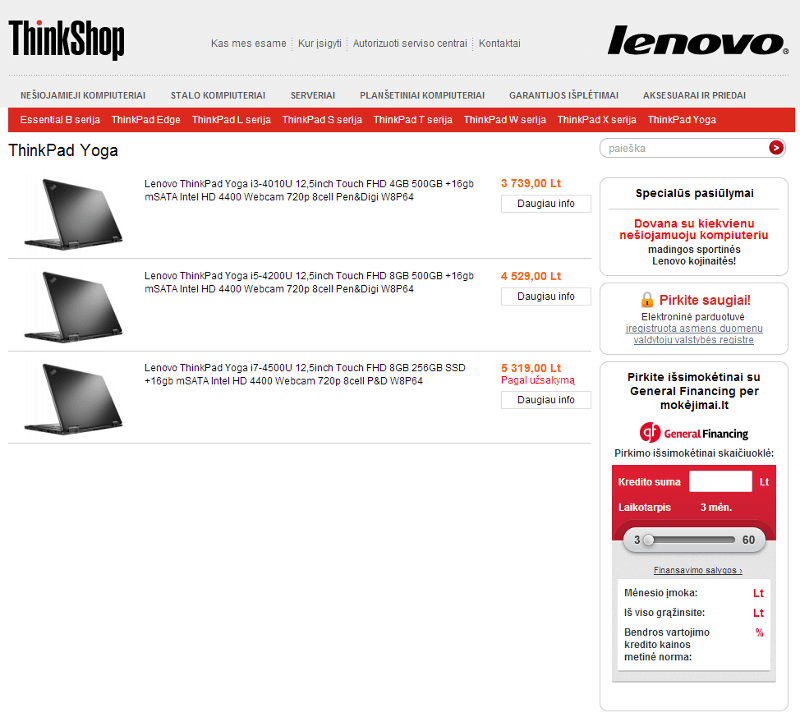 ThinkShop
Kas mes esame
Kur įsigyti
Autorizuoti serviso centrai
Kontaktai
lenovo®
NEŠIOJAMIEJI KOMPIUTERIAI
STALO KOMPIUTERIAI
SERVERIAI
PLANŠETINIAI KOMPIUTERIAI
GARANTIJOS IŠPLĖTIMAI
AKSESUARAI IR PRIEDAI
Essential B serija
ThinkPad Edge
ThinkPad L serija
ThinkPad S serija
ThinkPad T serija
ThinkPad W serija
ThinkPad X serija
ThinkPad Yoga
ThinkPad Yoga
Lenovo ThinkPad Yoga i3-4010U 12,5inch Touch FHD 4GB 500GB +16gb
mSATA Intel HD 4400 Webcam 720p 8cell Pen&Digi W8P64
3 739,00 Lt
Daugiau info
Lenovo ThinkPad Yoga i5-4200U 12,5inch Touch FHD 8GB 500GB +16gb
mSATA Intel HD 4400 Webcam 720p 8cell Pen&Digi W8P64
4 529,00 Lt
Daugiau info
Lenovo ThinkPad Yoga i7-4500U 12,5inch Touch FHD 8GB 256GB SSD
+16gb mSATA Intel HD 4400 Webcam 720p 8cell P&D W8P64
5 319,00 Lt
Pagal užsakymą
Daugiau info
paieška
Specialūs pasiūlymai
Dovana su kiekvienu
nešiojamuoju kompiuteriu
madingos sportinės
Lenovo kojinaitės!
Pirkite saugiai!
Elektroninė parduotuvė
įregistruota asmens duomenų
valdytojų valstybės registre
Pirkite išsimokėtinai su
General Financing per
mokėjimai.lt
gf General Financing
Pirkimo išsimokėtinai skaičiuoklė:
Kredito suma
Lt
Laikotarpis
3 mėn.
3
60
Finansavimo sąlygos ›
Mėnesio įmoka:
Lt
Iš viso grąžinsite:
Lt
Bendros vartojimo
%
kredito kainos
metinė norma: